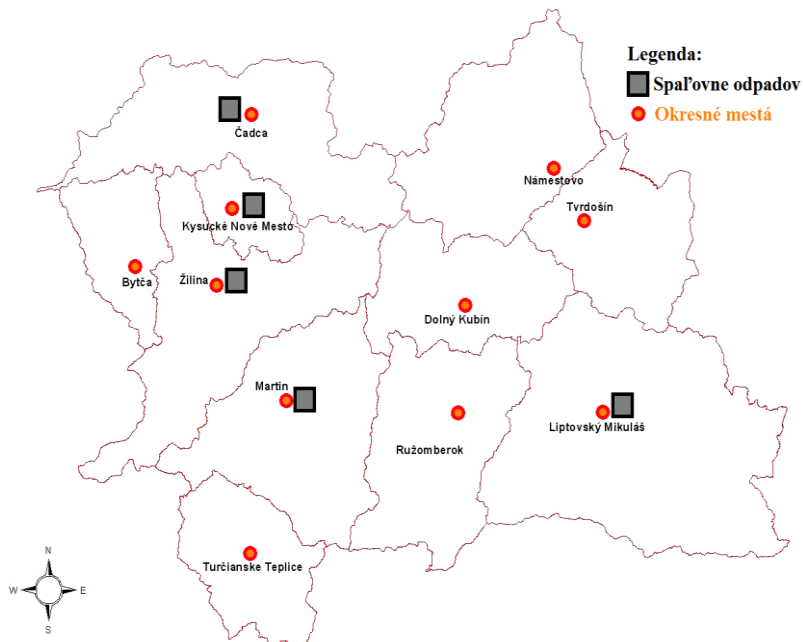 Legenda:
Spaľovne odpadov
Okresné mestá
Čadca
Námestovo
Tvrdošín
Kysucké Nové Mesto
Bytča
Žilina
Dolný Kubín
Martin
Liptovský Mikuláš
Ružomberok
Turčianske Teplice
N
W E
S